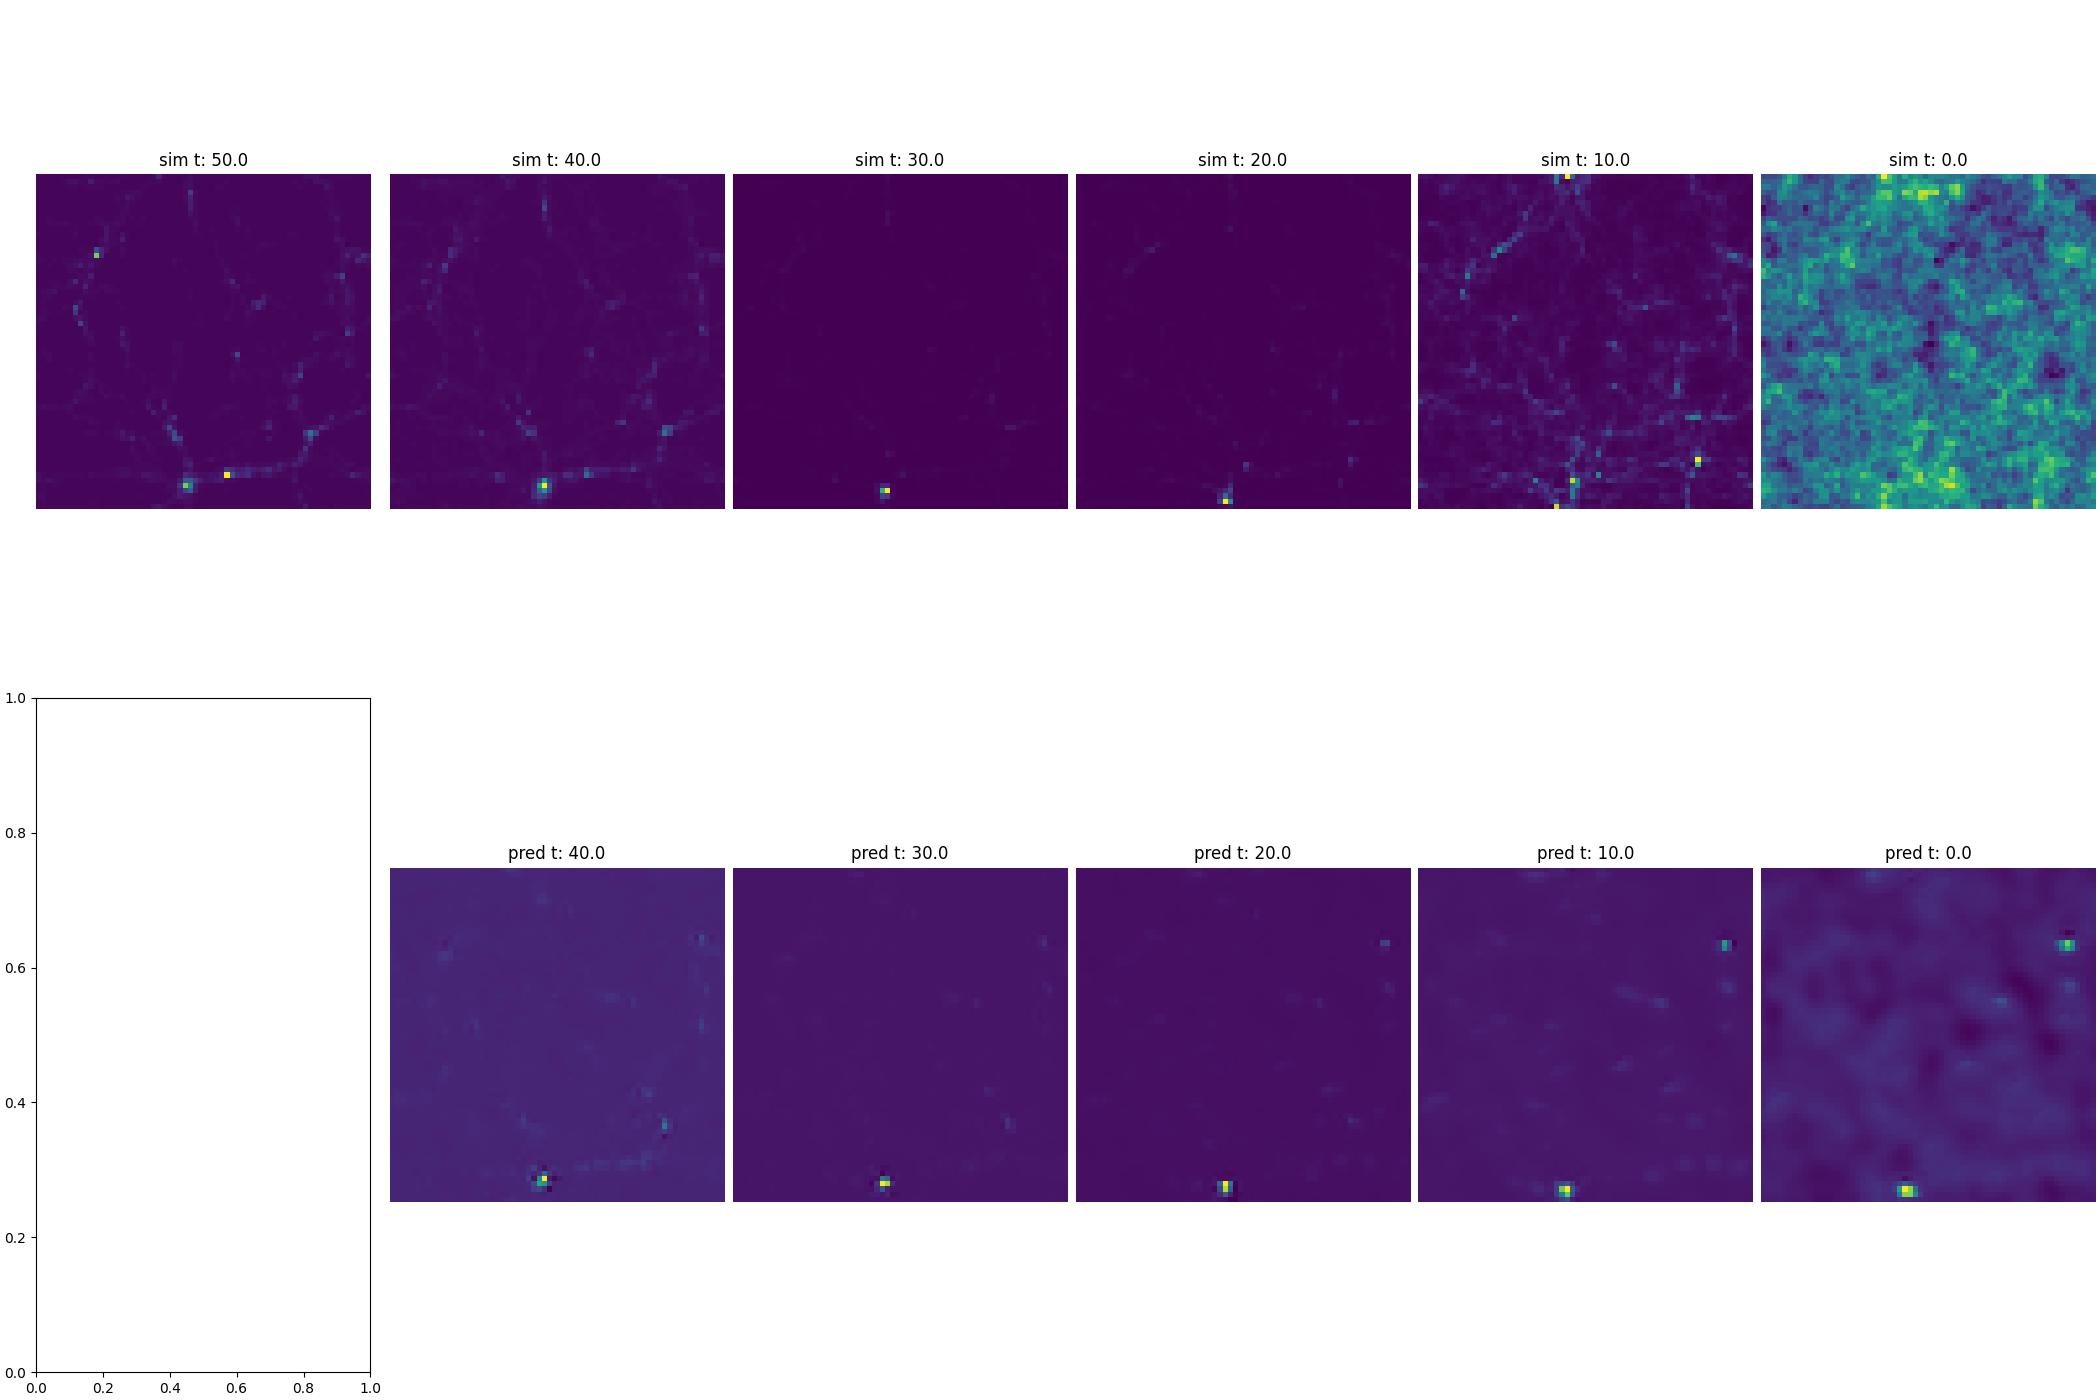 sim t: 50.0
sim t: 40.0
sim t: 30.0
sim t: 20.0
sim t: 10.0
sim t: 0.0
1.0
0.8
0.6
0.4
0.2
0.0
0.0 0.2 0.4 0.6 0.8 1.0
pred t: 40.0
pred t: 30.0
pred t: 20.0
pred t: 10.0
pred t: 0.0